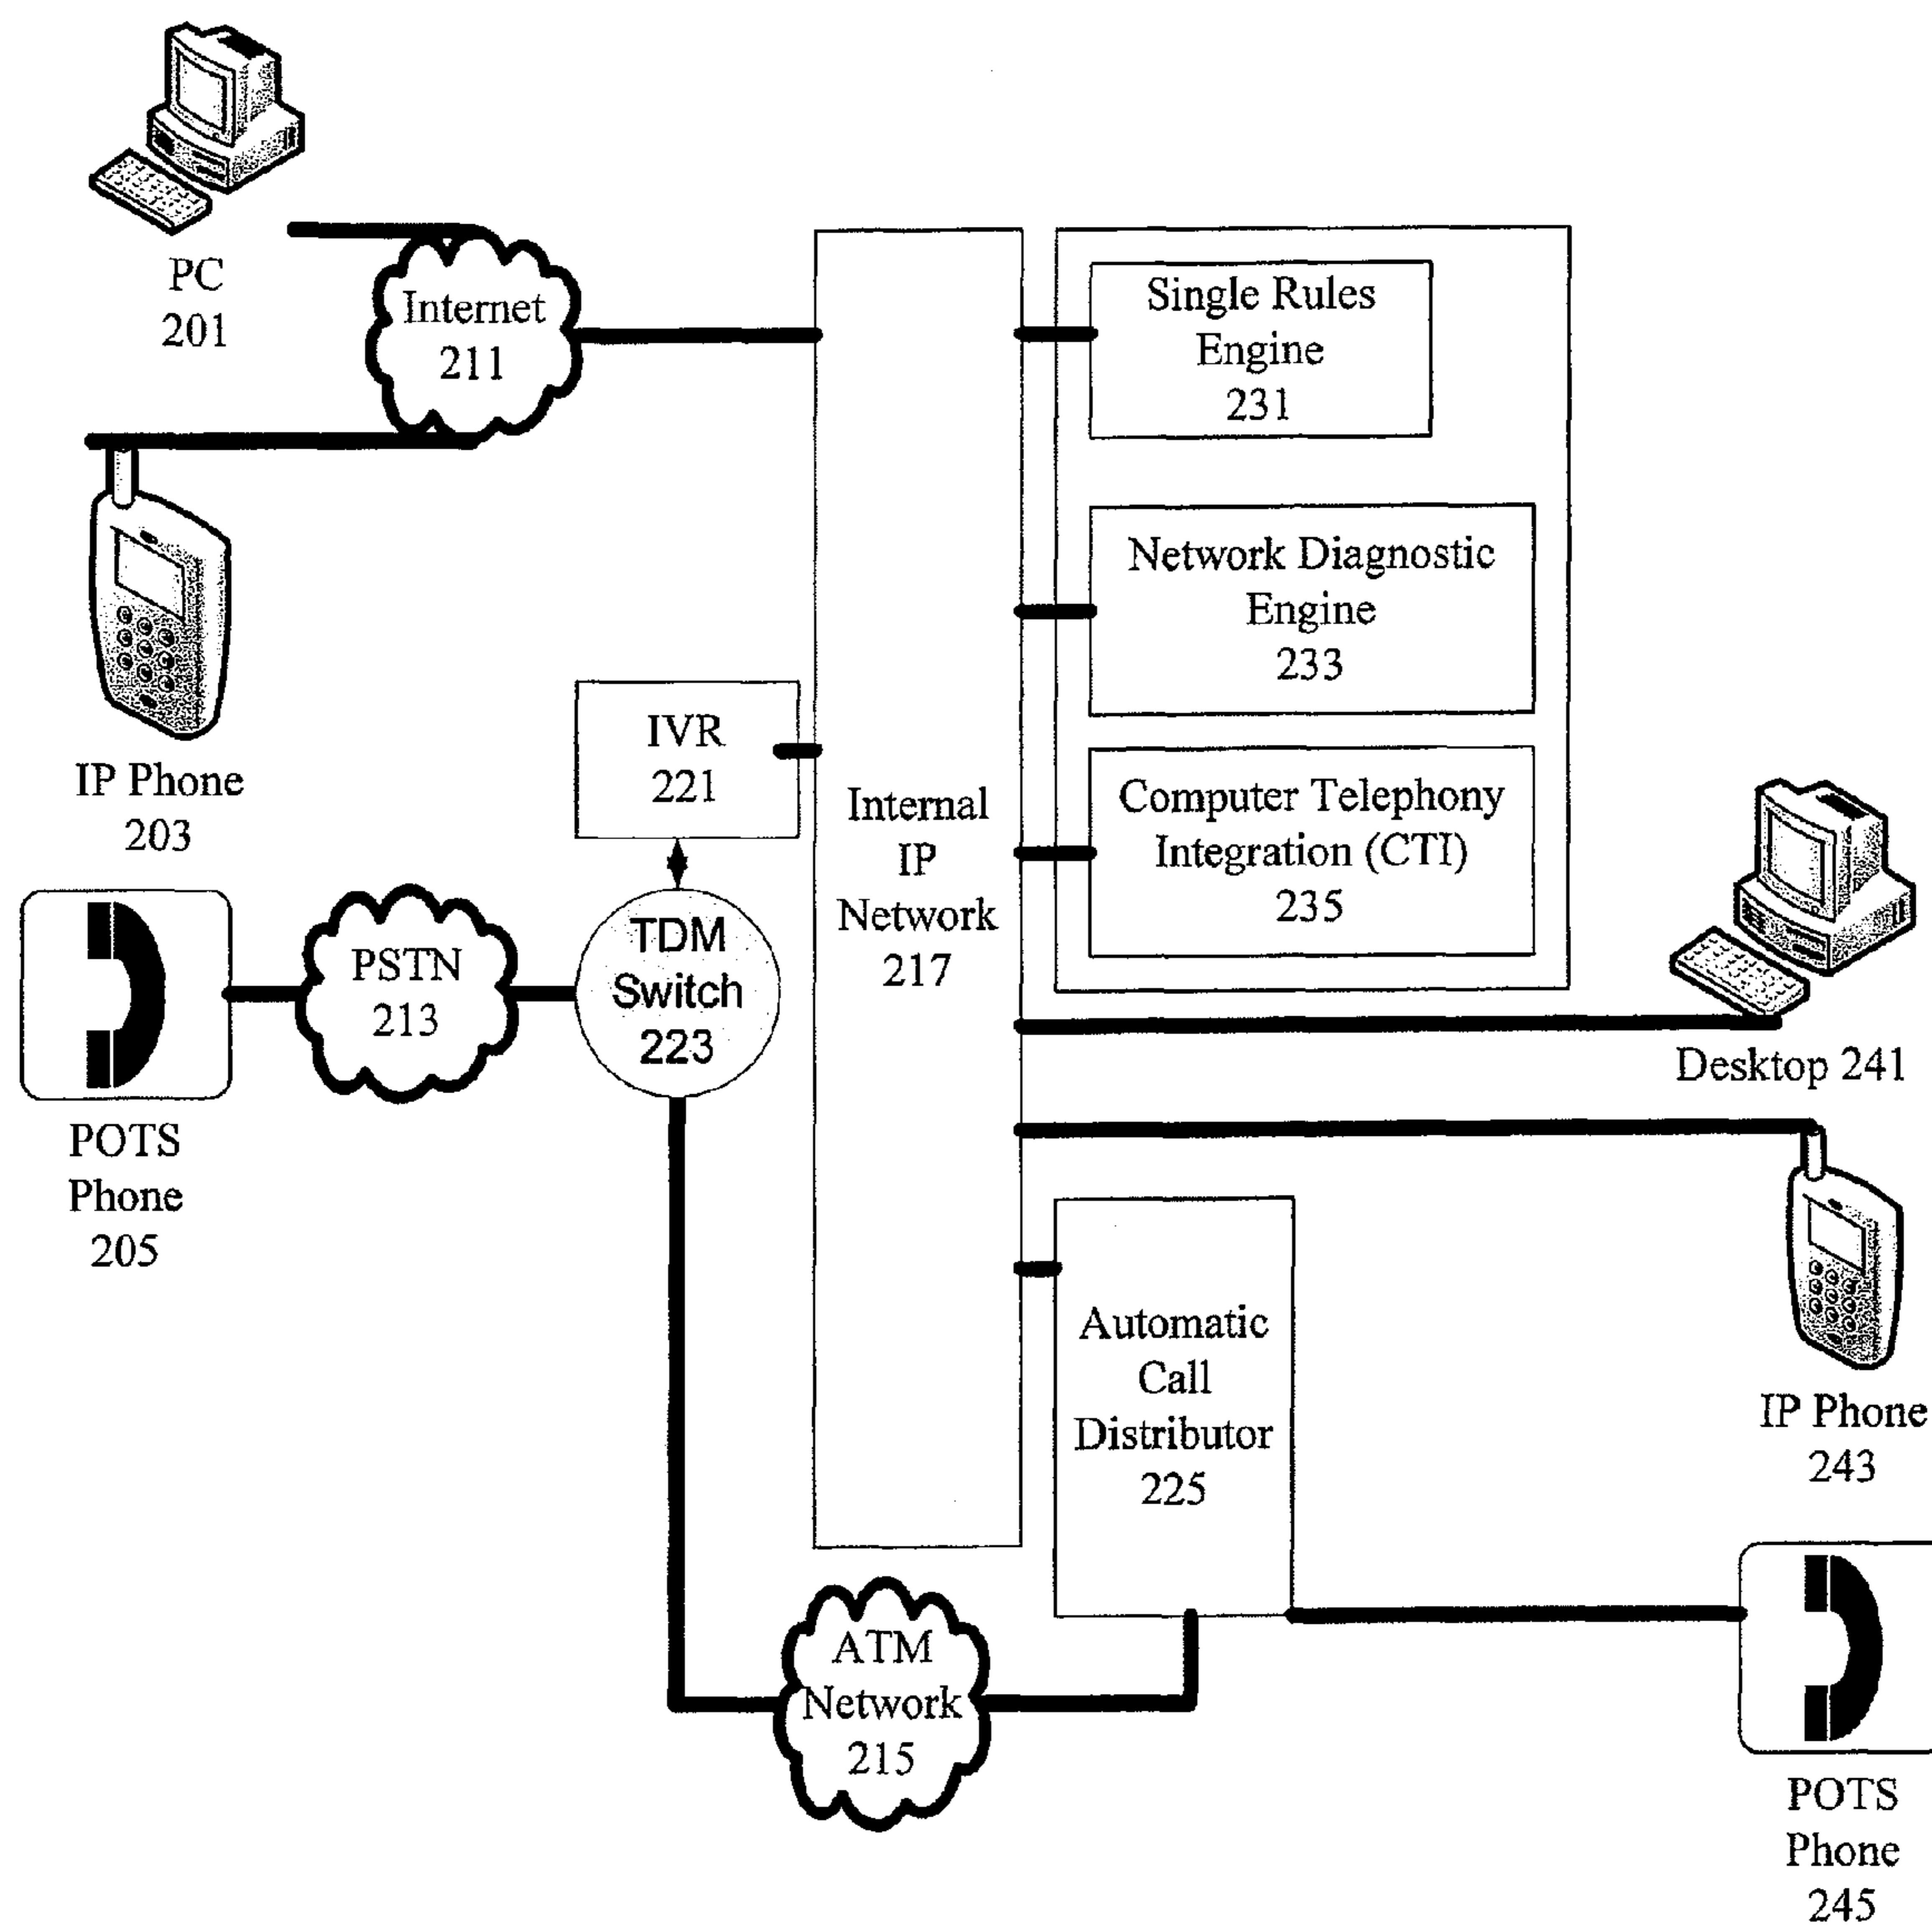 PC
201
Internet
211
Single Rules
Engine
231
Network Diagnostic
Engine
233
IP Phone
203
IVR
221
Internal
IP
Network
217
Computer Telephony
Integration (CTI)
235
PSTN
213
TDM
Switch
223
Desktop 241
POTS
Phone
205
Automatic
Call
Distributor
225
IP Phone
243
ATM
Network
215
POTS
Phone
245